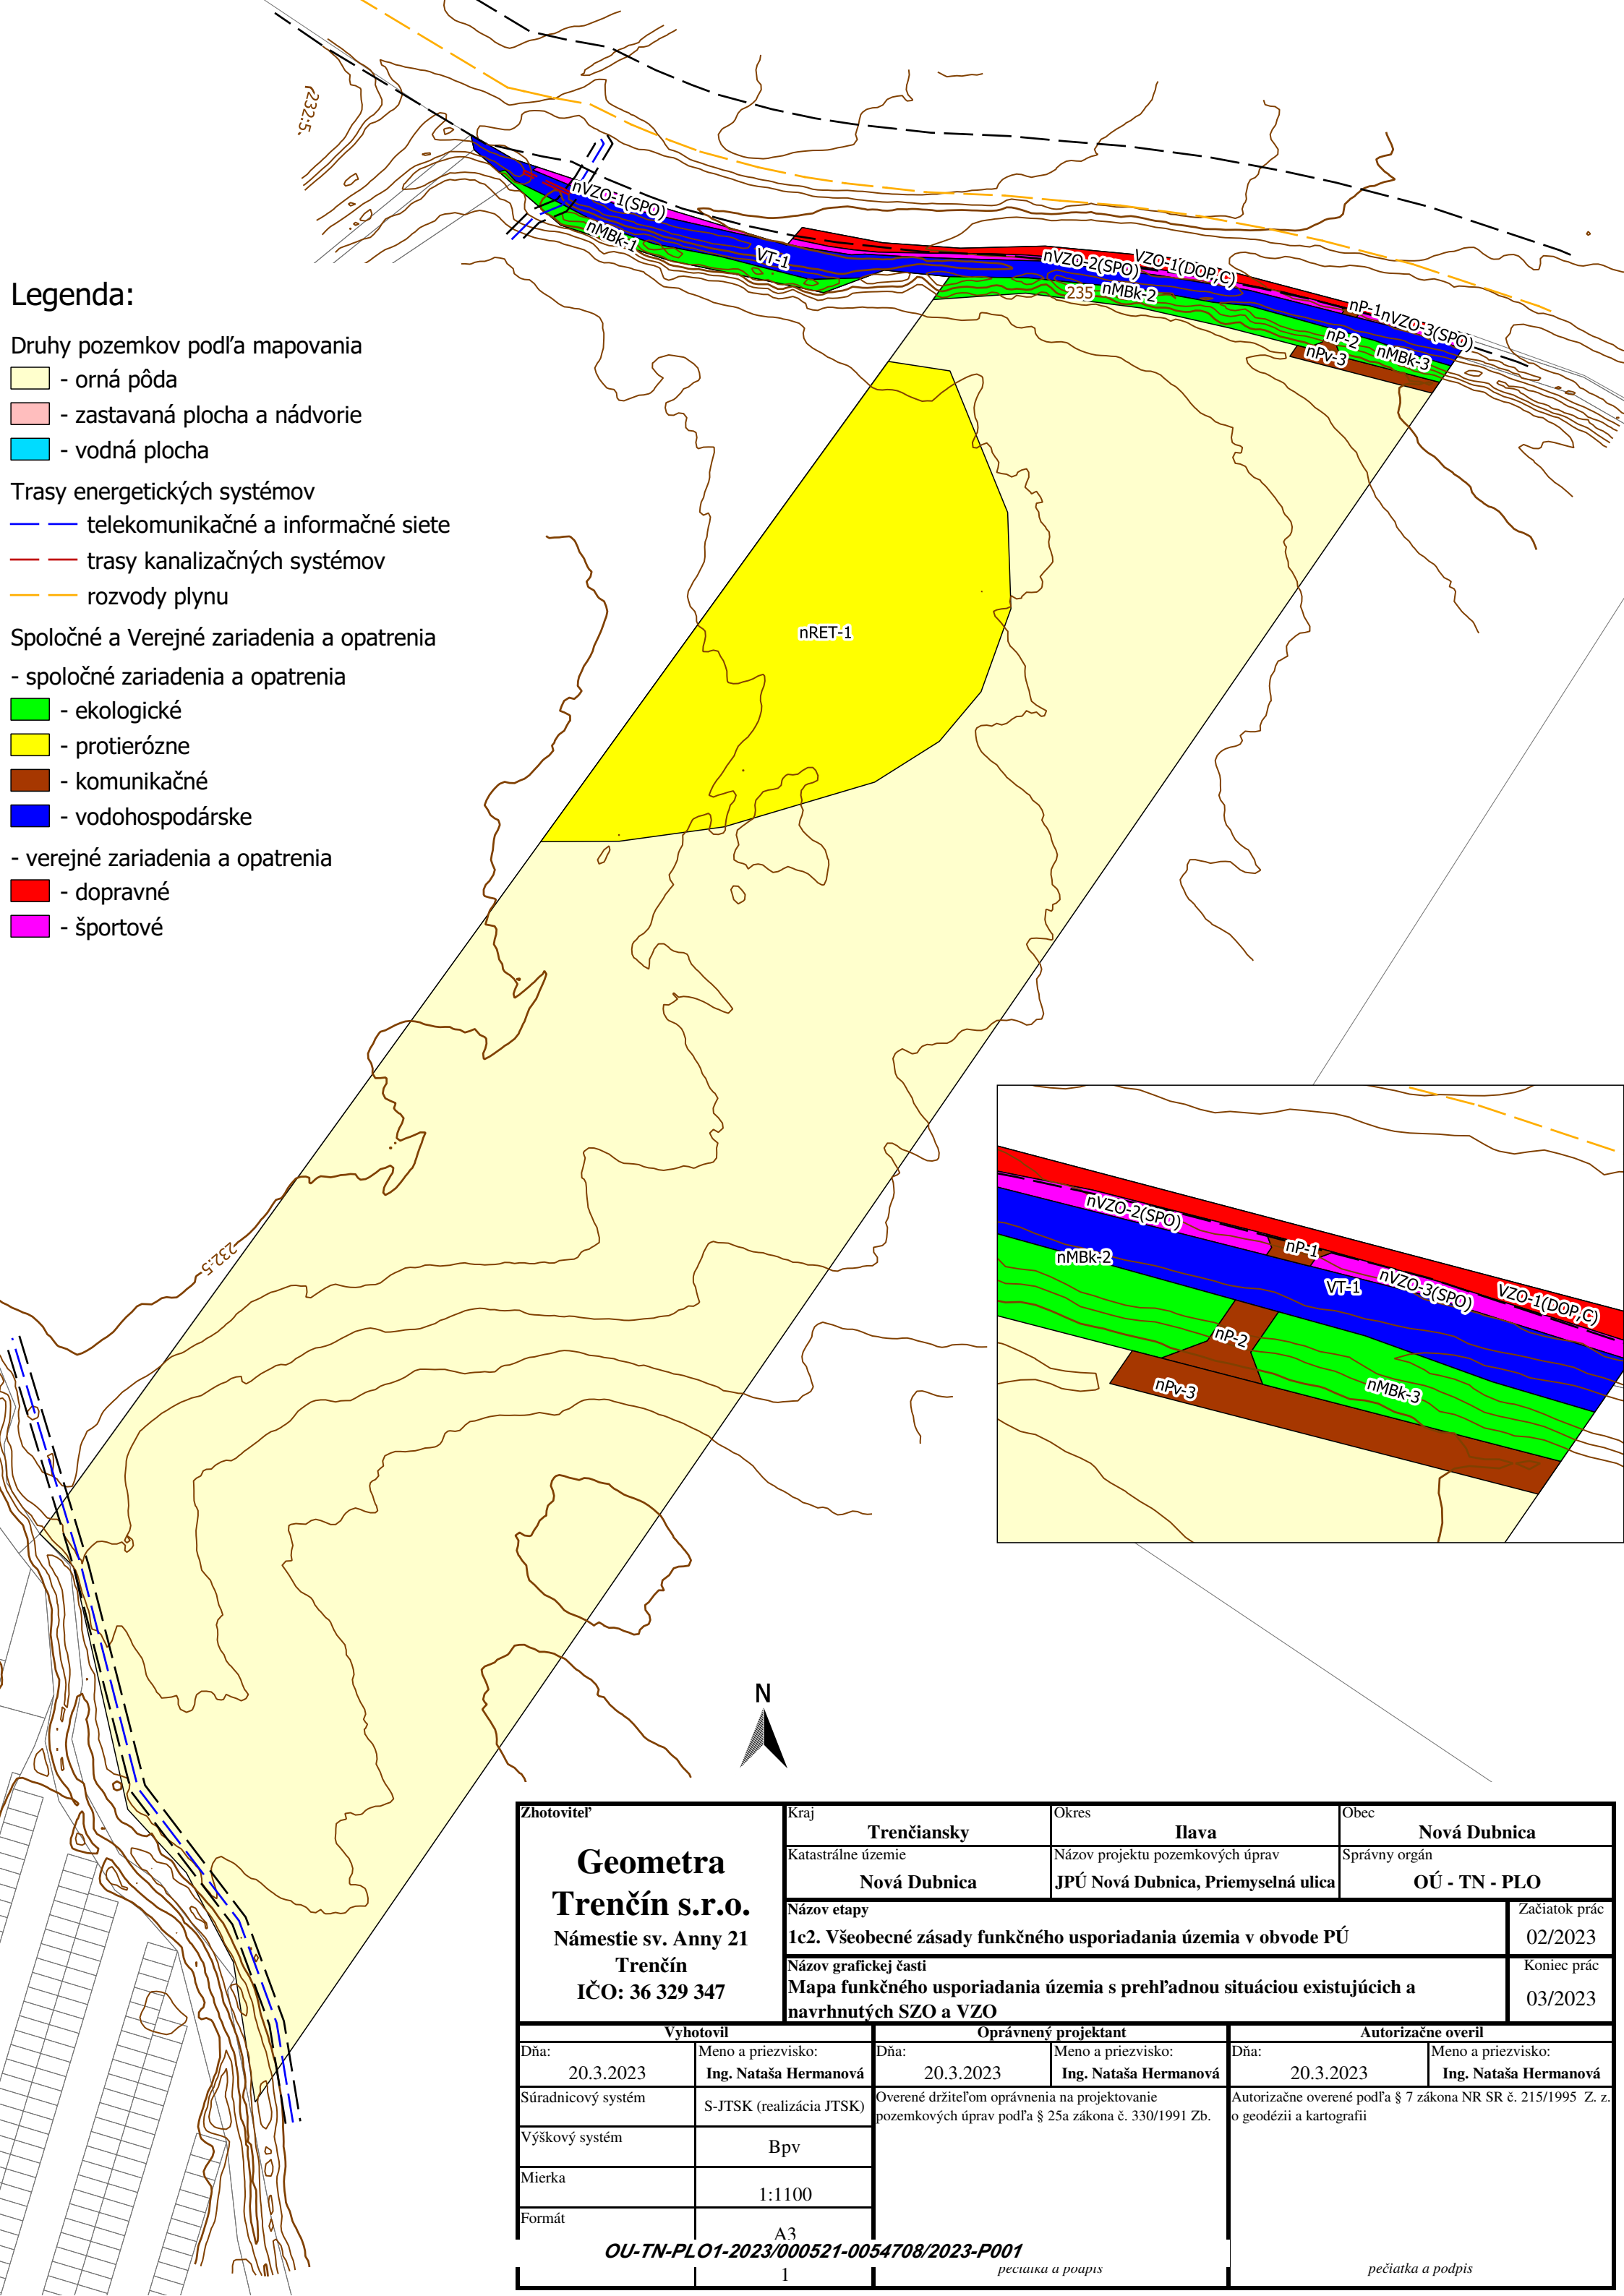 232.5
nVZO-1(SPO)
nMBk-1
VT-1
nVZO-2(SPO)
VZO-1(DOP,C)
235
nMBk-2
nP-1
nVZO-3(SPO)
nP-2
nPv-3
nMBk-3
Legenda:
Druhy pozemkov podľa mapovania
- orná pôda
- zastavaná plocha a nádvorie
- vodná plocha
Trasy energetických systémov
telekomunikačné a informačné siete
trasy kanalizačných systémov
rozvody plynu
Spoločné a Verejné zariadenia a opatrenia
- spoločné zariadenia a opatrenia
- ekologické
- protierózne
- komunikačné
- vodohospodárske
- verejné zariadenia a opatrenia
- dopravné
- športové
nRET-1
232.5
nVZO-2(SPO)
nP-1
nMBk-2
VT-1
nVZO-3(SPO)
VZO-1(DOP,C)
nP-2
nPv-3
nMBk-3
N
Zhotoviteľ
Geometra
Trenčín s.r.o.
Námestie sv. Anny 21
Trenčín
IČO: 36 329 347
Kraj
Trenčiansky
Okres
Ilava
Obec
Nová Dubnica
Katastrálne územie
Nová Dubnica
Názov projektu pozemkových úprav
JPÚ Nová Dubnica, Priemyselná ulica
Správny orgán
OÚ - TN - PLO
Názov etapy
1c2. Všeobecné zásady funkčného usporiadania územia v obvode PÚ
Začiatok prác
02/2023
Názov grafickej časti
Mapa funkčného usporiadania územia s prehľadnou situáciou existujúcich a
navrhnutých SZO a VZO
Koniec prác
03/2023
Vyhotovil
Dňa:
20.3.2023
Meno a priezvisko:
Ing. Nataša Hermanová
Oprávnený projektant
Dňa:
20.3.2023
Meno a priezvisko:
Ing. Nataša Hermanová
Autorizačne overil
Dňa:
20.3.2023
Meno a priezvisko:
Ing. Nataša Hermanová
Súradnicový systém
S-JTSK (realizácia JTSK)
Výškový systém
Bpv
Mierka
1:1100
Formát
A3
1
Overené držiteľom oprávnenia na projektovanie
pozemkových úprav podľa § 25a zákona č. 330/1991 Zb.
Autorizačne overené podľa § 7 zákona NR SR č. 215/1995 Z. z.
o geodézii a kartografii
OU-TN-PLO1-2023/000521-0054708/2023-P001
pečiatka a podpis
pečiatka a podpis